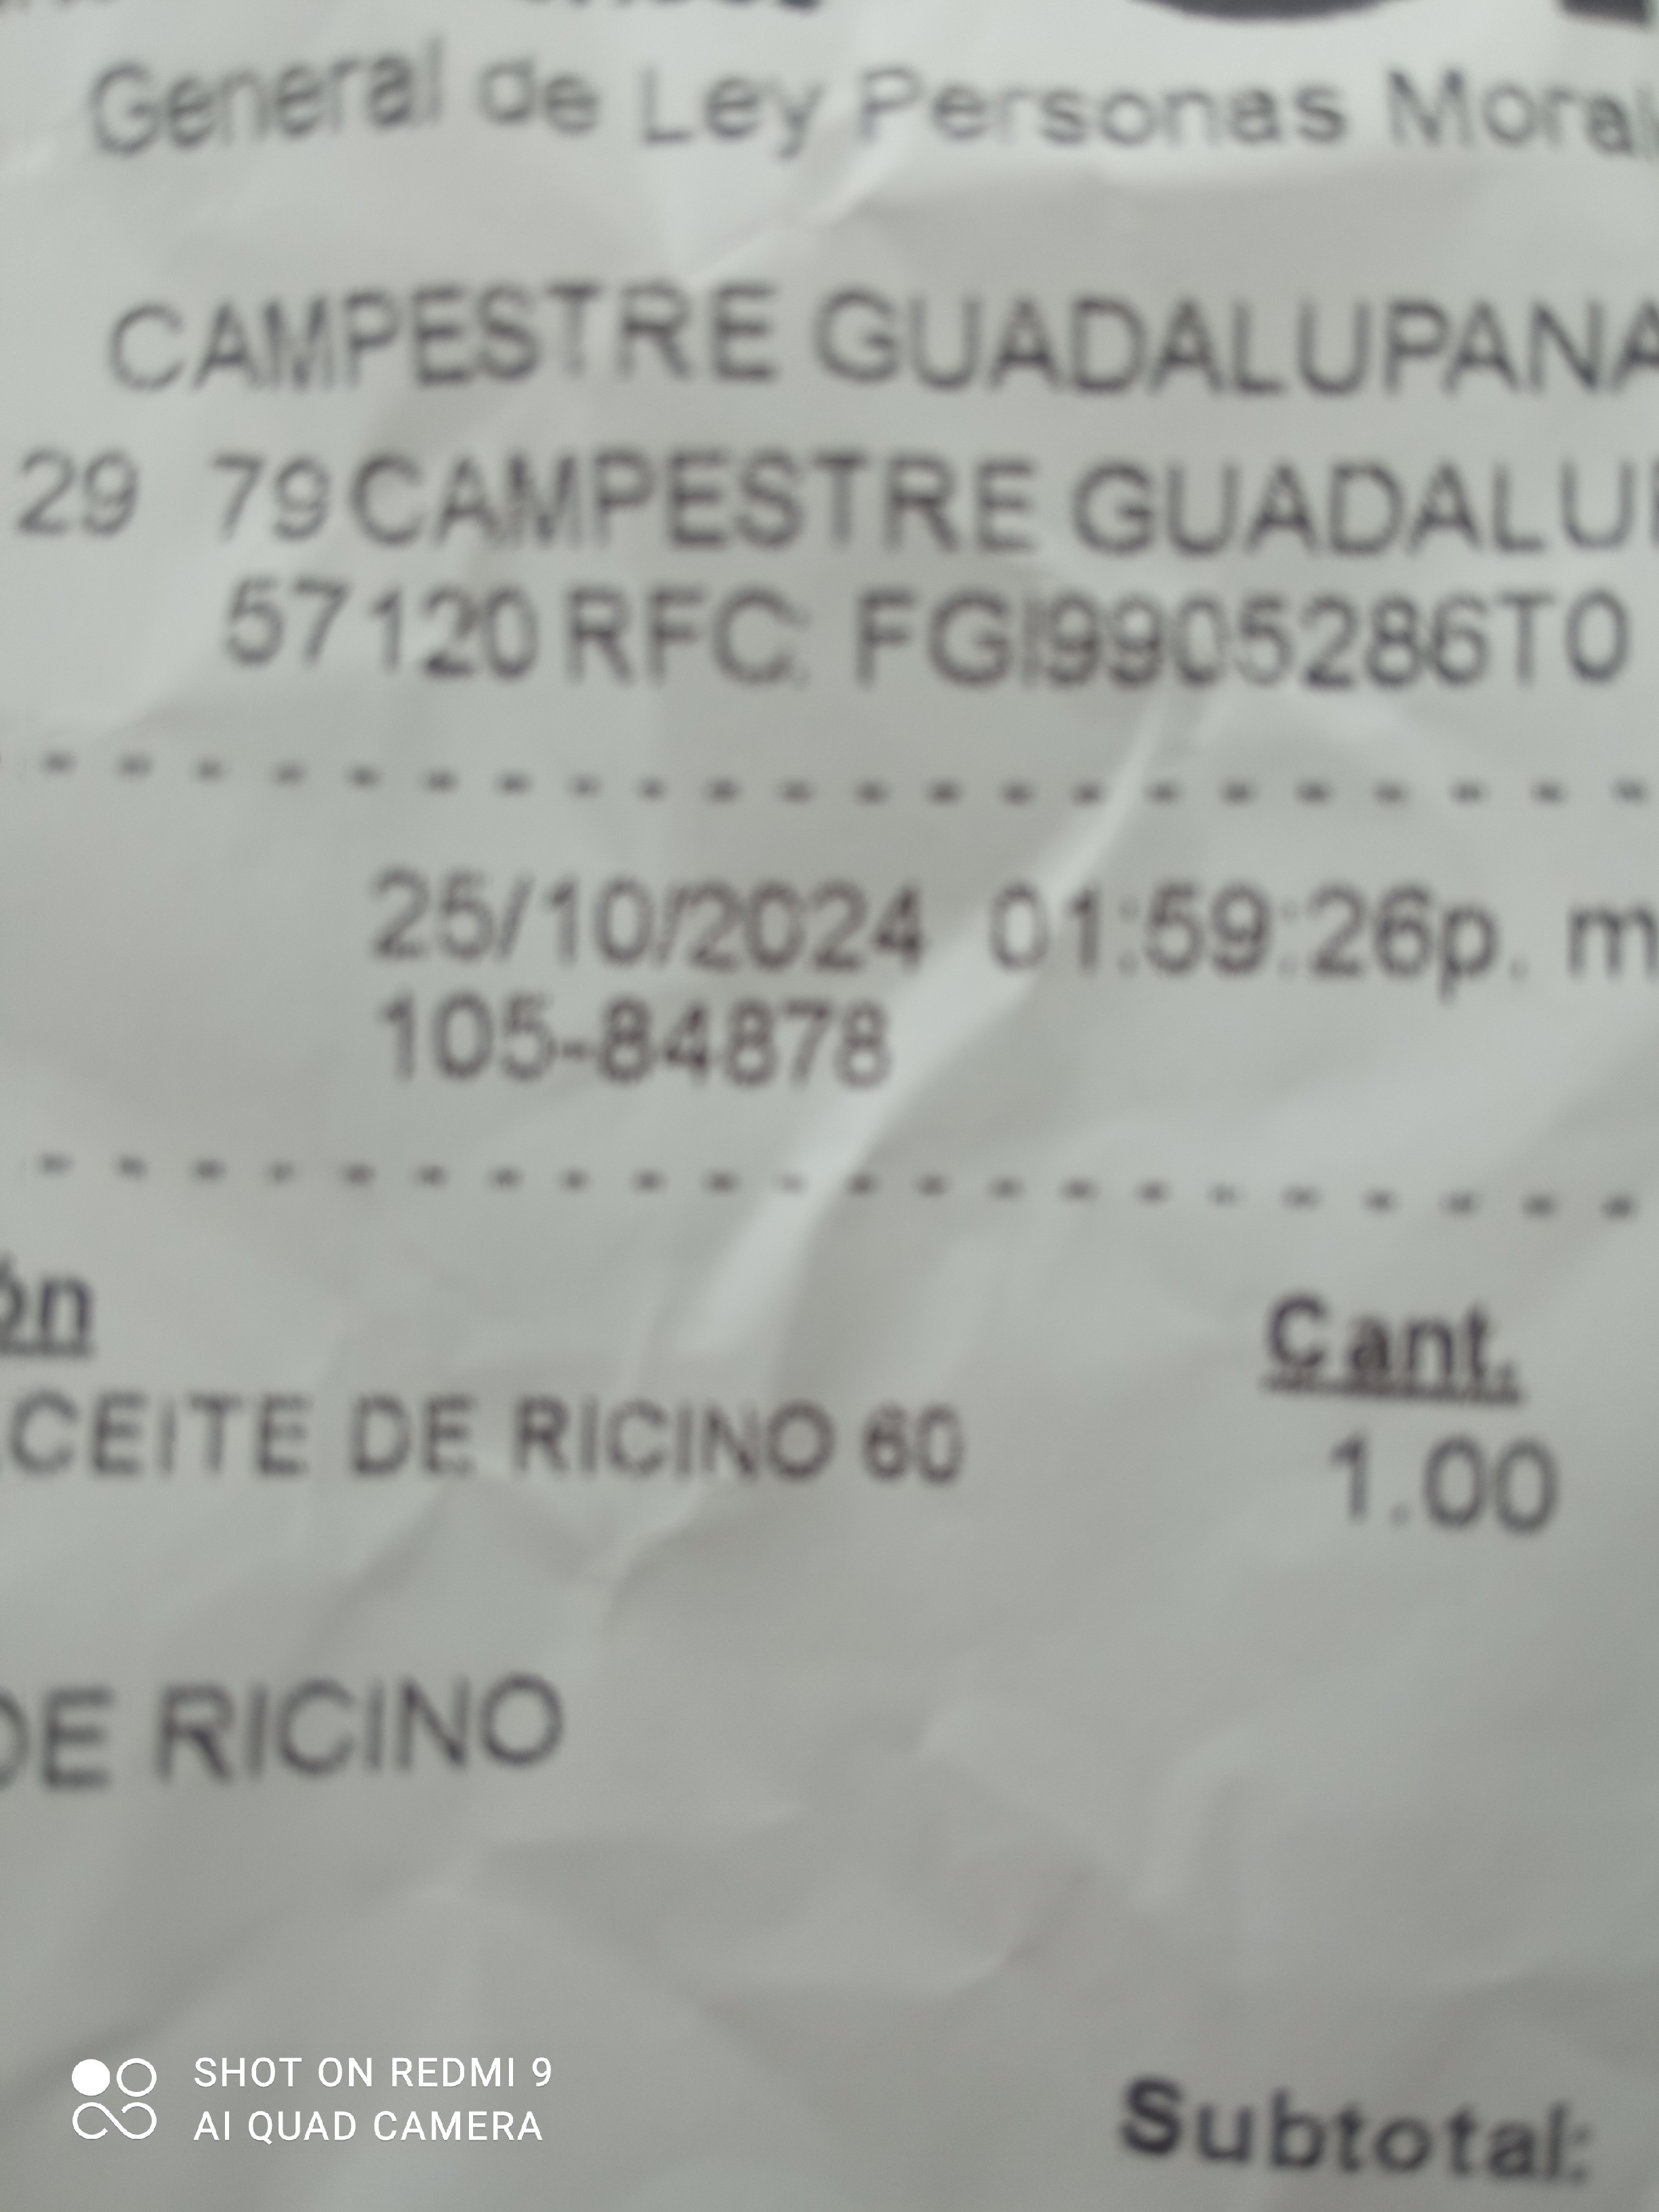 General de Ley Personas Moral
CAMPESTRE GUADALUPANA
29 79 CAMPESTRE GUADALU
57120 RFC: FGI9905286T0
25/10/2024 01:59:26p. m
105-84878
ón
Cant.
CEITE DE RICINO 60
1.00
DE RICINO
Subtotal:
SHOT ON REDMI 9
AI QUAD CAMERA